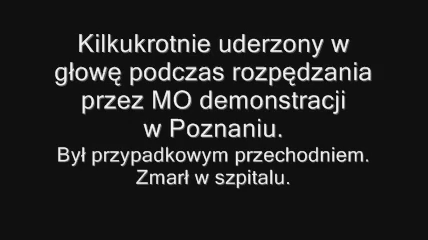 Kilkukrotnie uderzony w
głowę podczas rozpędzania
przez MO demonstracji
w Poznaniu.
Był przypadkowym przechodniem.
Zmarł w szpitalu.